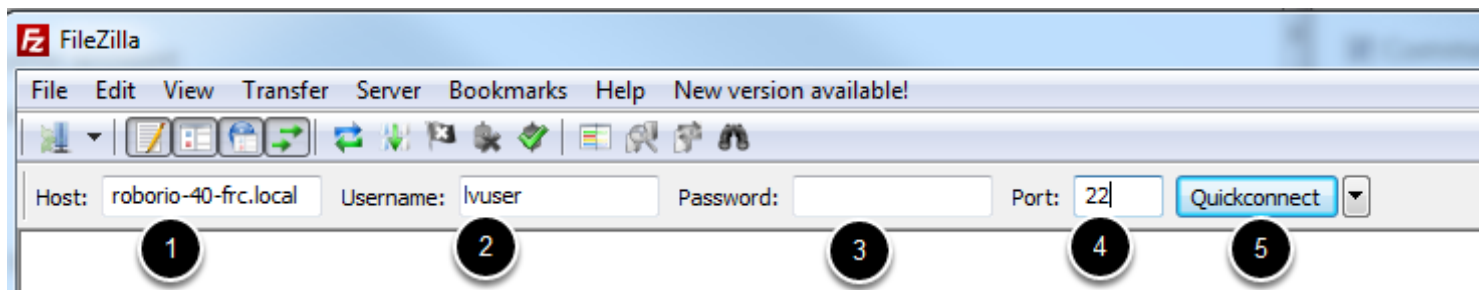 FileZilla
File Edit View Transfer Server Bookmarks Help New version available!
Host: roborio-40-frc.local Username: lvuser Password: Port: 22 Quickconnect
1 2 3 4 5